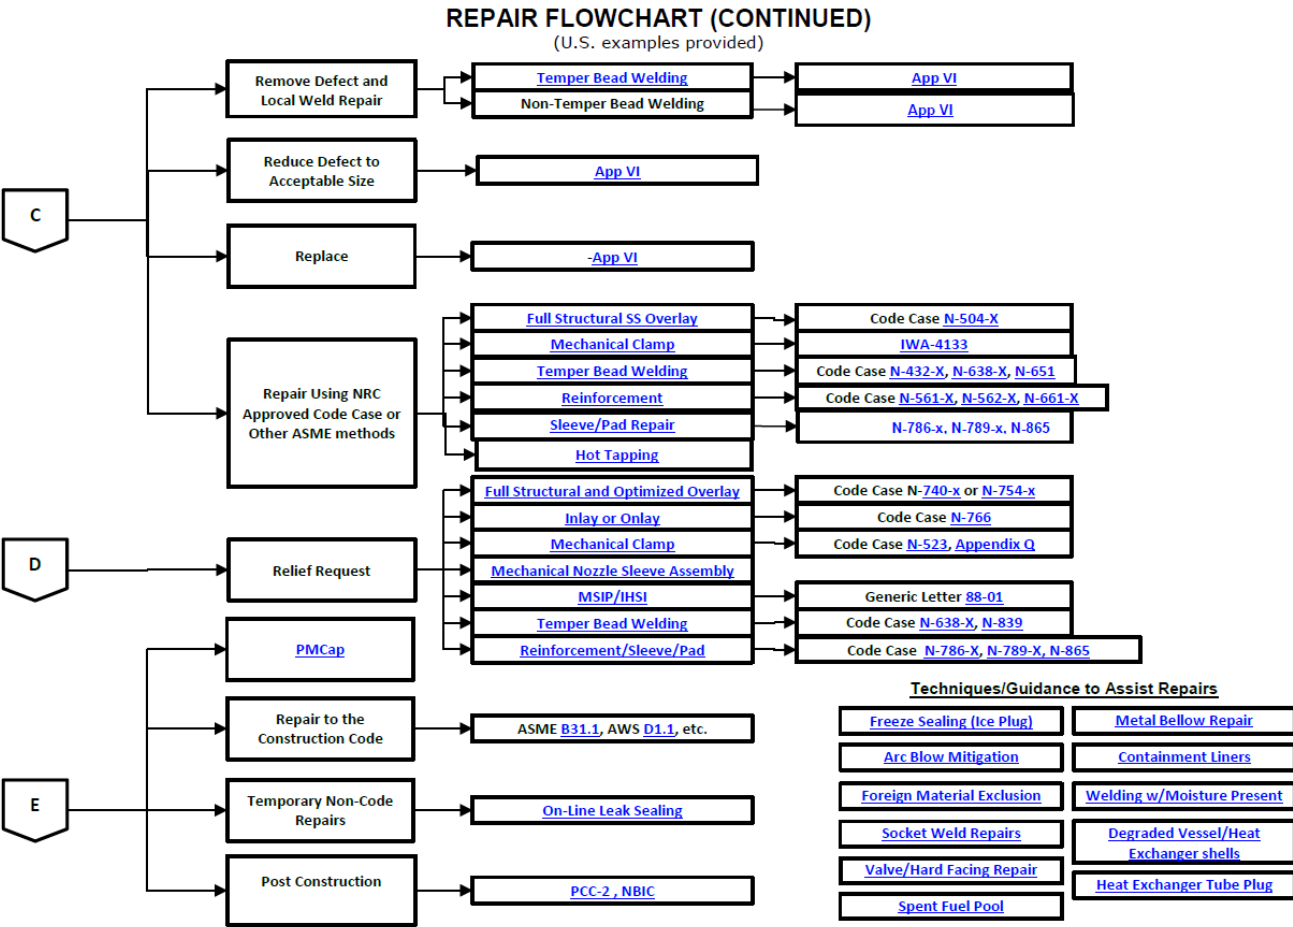 REPAIR FLOWCHART (CONTINUED)
(U.S. examples provided)
C
Remove Defect and
Local Weld Repair
Temper Bead Welding
App VI
Non-Temper Bead Welding
App VI
Reduce Defect to
Acceptable Size
App VI
Replace
-App VI
Repair Using NRC
Approved Code Case or
Other ASME methods
Full Structural SS Overlay
Code Case N-504-X
Mechanical Clamp
IWA-4133
Temper Bead Welding
Code Case N-432-X, N-638-X, N-651
Reinforcement
Code Case N-561-X, N-562-X, N-661-X
Sleeve/Pad Repair
N-786-x, N-789-x, N-865
Hot Tapping
D
Relief Request
Full Structural and Optimized Overlay
Code Case N-740-x or N-754-x
Inlay or Onlay
Code Case N-766
Mechanical Clamp
Code Case N-523, Appendix Q
Mechanical Nozzle Sleeve Assembly
MSIP/IHSI
Generic Letter 88-01
Temper Bead Welding
Code Case N-638-X, N-839
Reinforcement/Sleeve/Pad
Code Case N-786-X, N-789-X, N-865
E
PMCap
Repair to the
Construction Code
ASME B31.1, AWS D1.1, etc.
Temporary Non-Code
Repairs
On-Line Leak Sealing
Post Construction
PCC-2 , NBIC
Techniques/Guidance to Assist Repairs
Freeze Sealing (Ice Plug)
Metal Bellow Repair
Arc Blow Mitigation
Containment Liners
Foreign Material Exclusion
Welding w/Moisture Present
Socket Weld Repairs
Degraded Vessel/Heat
Exchanger shells
Valve/Hard Facing Repair
Heat Exchanger Tube Plug
Spent Fuel Pool